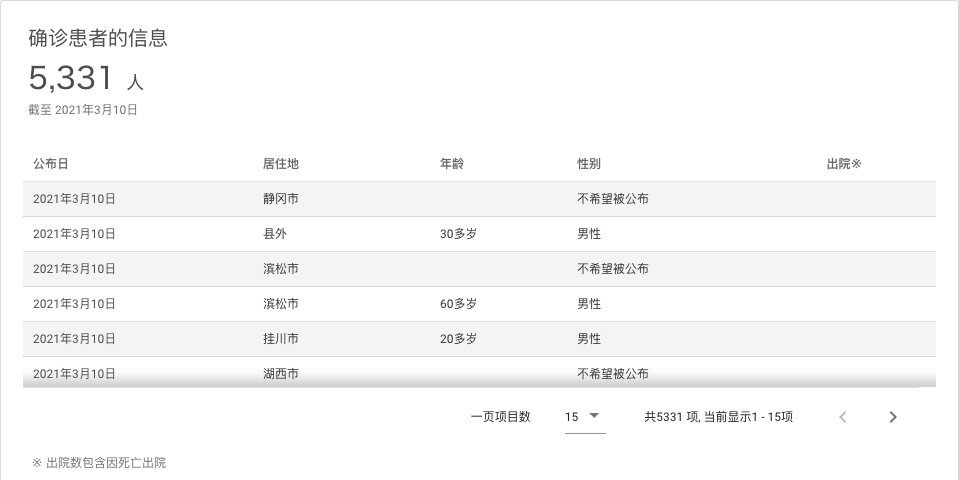 确诊患者的信息
5,331 人
截至 2021年3月10日
公布日 居住地 年龄 性别 出院※
2021年3月10日 静冈市 不希望被公布
2021年3月10日 县外 30多岁 男性
2021年3月10日 滨松市 不希望被公布
2021年3月10日 滨松市 60多岁 男性
2021年3月10日 挂川市 20多岁 男性
2021年3月10日 湖西市 不希望被公布
一页项目数 15 共5331 项, 当前显示1 - 15项
※ 出院数包含因死亡出院